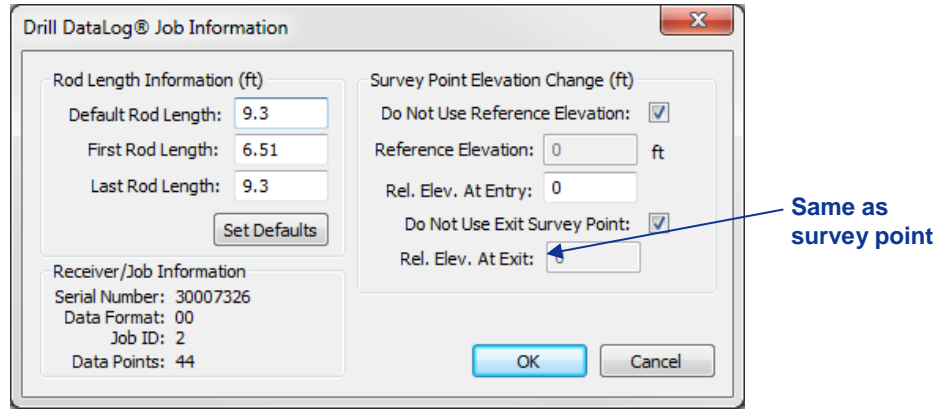 Drill DataLog® Job Information
Rod Length Information (ft)
Default Rod Length: 9.3
First Rod Length: 6.51
Last Rod Length: 9.3
Set Defaults
Receiver/Job Information
Serial Number: 30007326
Data Format: 00
Job ID: 2
Data Points: 44
Survey Point Elevation Change (ft)
Do Not Use Reference Elevation:
Reference Elevation: 0 ft
Rel. Elev. At Entry: 0
Do Not Use Exit Survey Point:
Rel. Elev. At Exit:
OK
Cancel
Same as
survey point